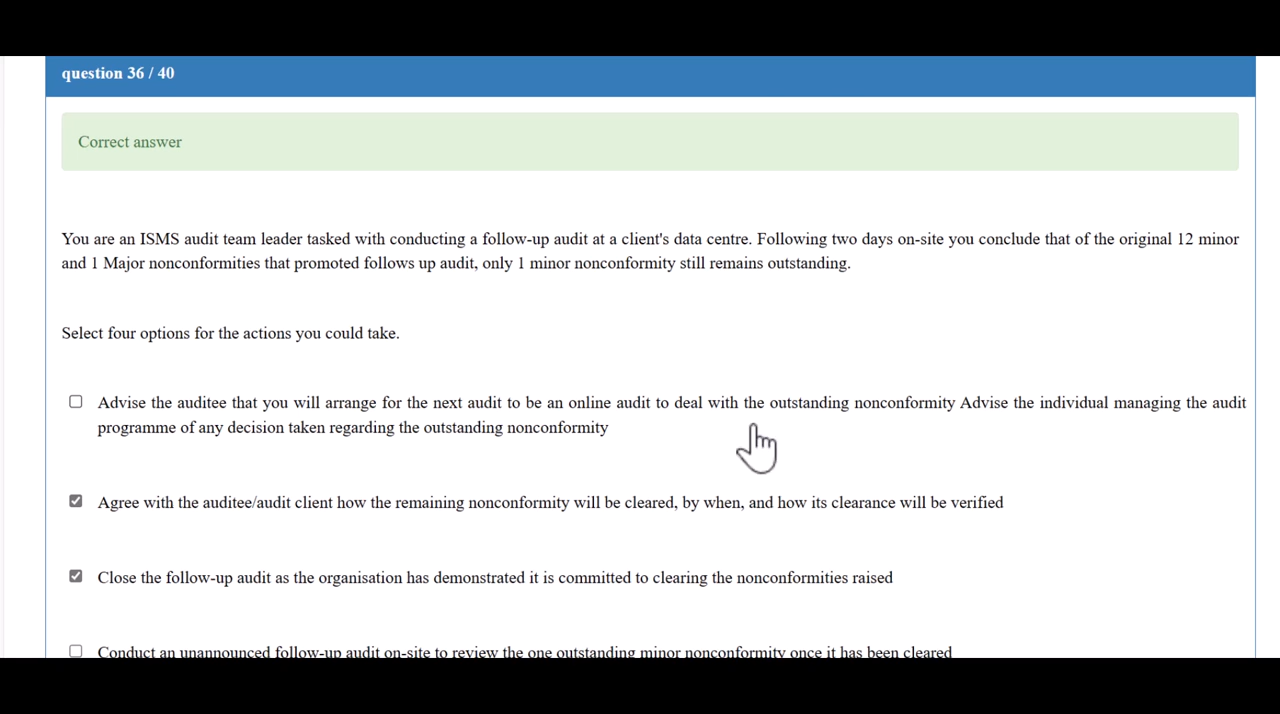 question 36 / 40
Correct answer
You are an ISMS audit team leader tasked with conducting a follow-up audit at a client's data centre. Following two days on-site you conclude that of the original 12 minor
and 1 Major nonconformities that promoted follows up audit, only 1 minor nonconformity still remains outstanding.
Select four options for the actions you could take.
Advise the auditee that you will arrange for the next audit to be an online audit to deal with the outstanding nonconformity Advise the individual managing the audit
programme of any decision taken regarding the outstanding nonconformity
Agree with the auditee/audit client how the remaining nonconformity will be cleared, by when, and how its clearance will be verified
Close the follow-up audit as the organisation has demonstrated it is committed to clearing the nonconformities raised
Conduct an unannounced follow-up audit on-site to review the one outstanding minor nonconformity once it has been cleared